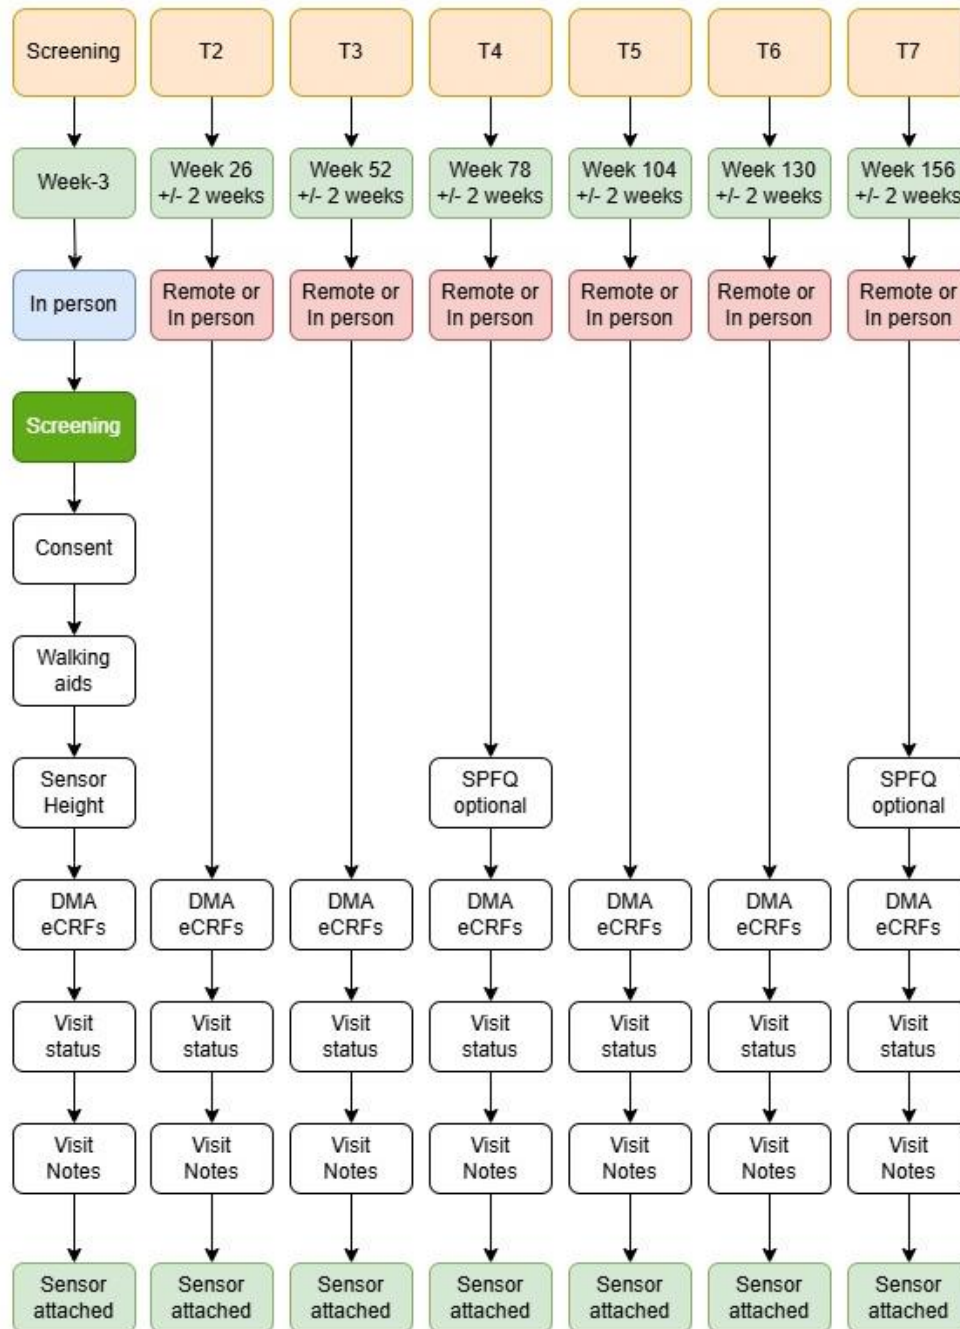 Screening
T2
T3
T4
T5
T6
T7
Week-3
Week 26
+/- 2 weeks
Week 52
+/- 2 weeks
Week 78
+/- 2 weeks
Week 104
+/- 2 weeks
Week 130
+/- 2 weeks
Week 156
+/- 2 weeks
In person
Remote or
In person
Remote or
In person
Remote or
In person
Remote or
In person
Remote or
In person
Remote or
In person
Screening
Consent
Walking
aids
Sensor
Height
SPFQ
optional
SPFQ
optional
DMA
eCRFs
DMA
eCRFs
DMA
eCRFs
DMA
eCRFs
DMA
eCRFs
DMA
eCRFs
DMA
eCRFs
Visit
status
Visit
status
Visit
status
Visit
status
Visit
status
Visit
status
Visit
status
Visit
Notes
Visit
Notes
Visit
Notes
Visit
Notes
Visit
Notes
Visit
Notes
Visit
Notes
Sensor
attached
Sensor
attached
Sensor
attached
Sensor
attached
Sensor
attached
Sensor
attached
Sensor
attached